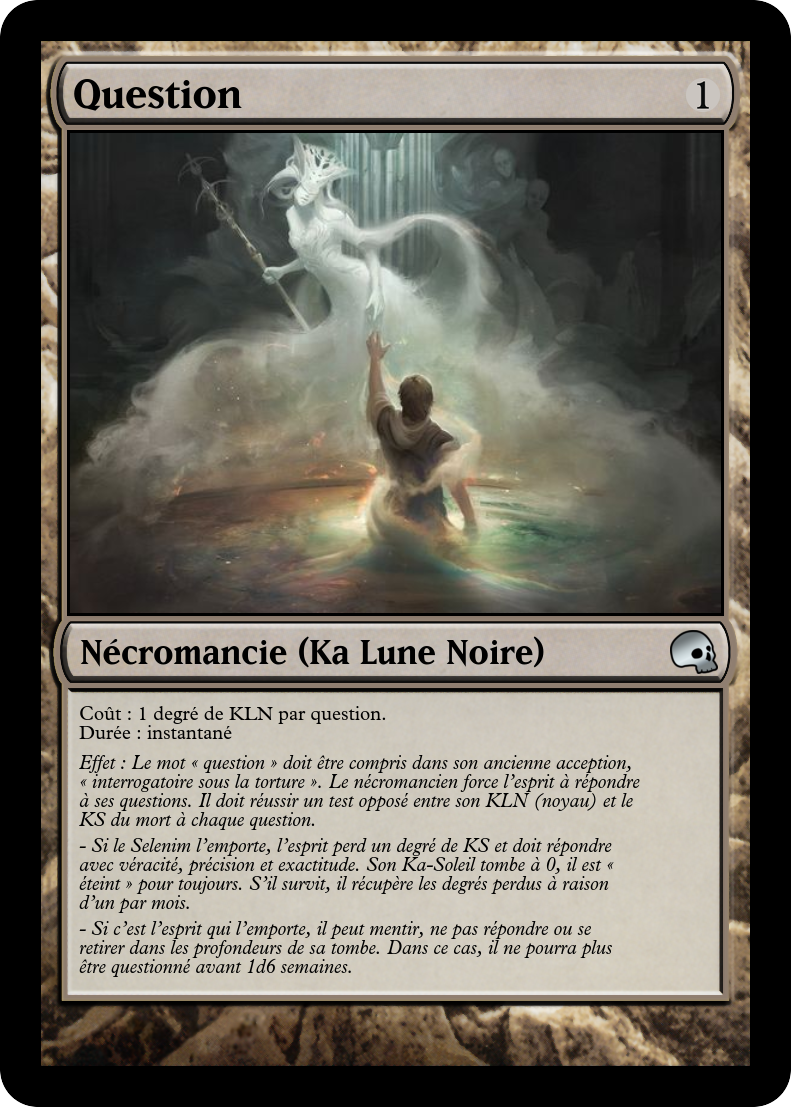 Question
1
Nécromancie (Ka Lune Noire)
Coût : 1 degré de KLN par question.
Durée : instantané
Effet : Le mot « question » doit être compris dans son ancienne acception,
« interrogatoire sous la torture ». Le nécromancien force l'esprit à répondre
à ses questions. Il doit réussir un test opposé entre son KLN (noyau) et le
KS du mort à chaque question.
- Si le Selenim l'emporte, l'esprit perd un degré de KS et doit répondre
avec véracité, précision et exactitude. Son Ka-Soleil tombe à 0, il est «
éteint » pour toujours. S'il survit, il récupère les degrés perdus à raison
d'un par mois.
- Si c'est l'esprit qui l'emporte, il peut mentir, ne pas répondre ou se
retirer dans les profondeurs de sa tombe. Dans ce cas, il ne pourra plus
être questionné avant 1d6 semaines.